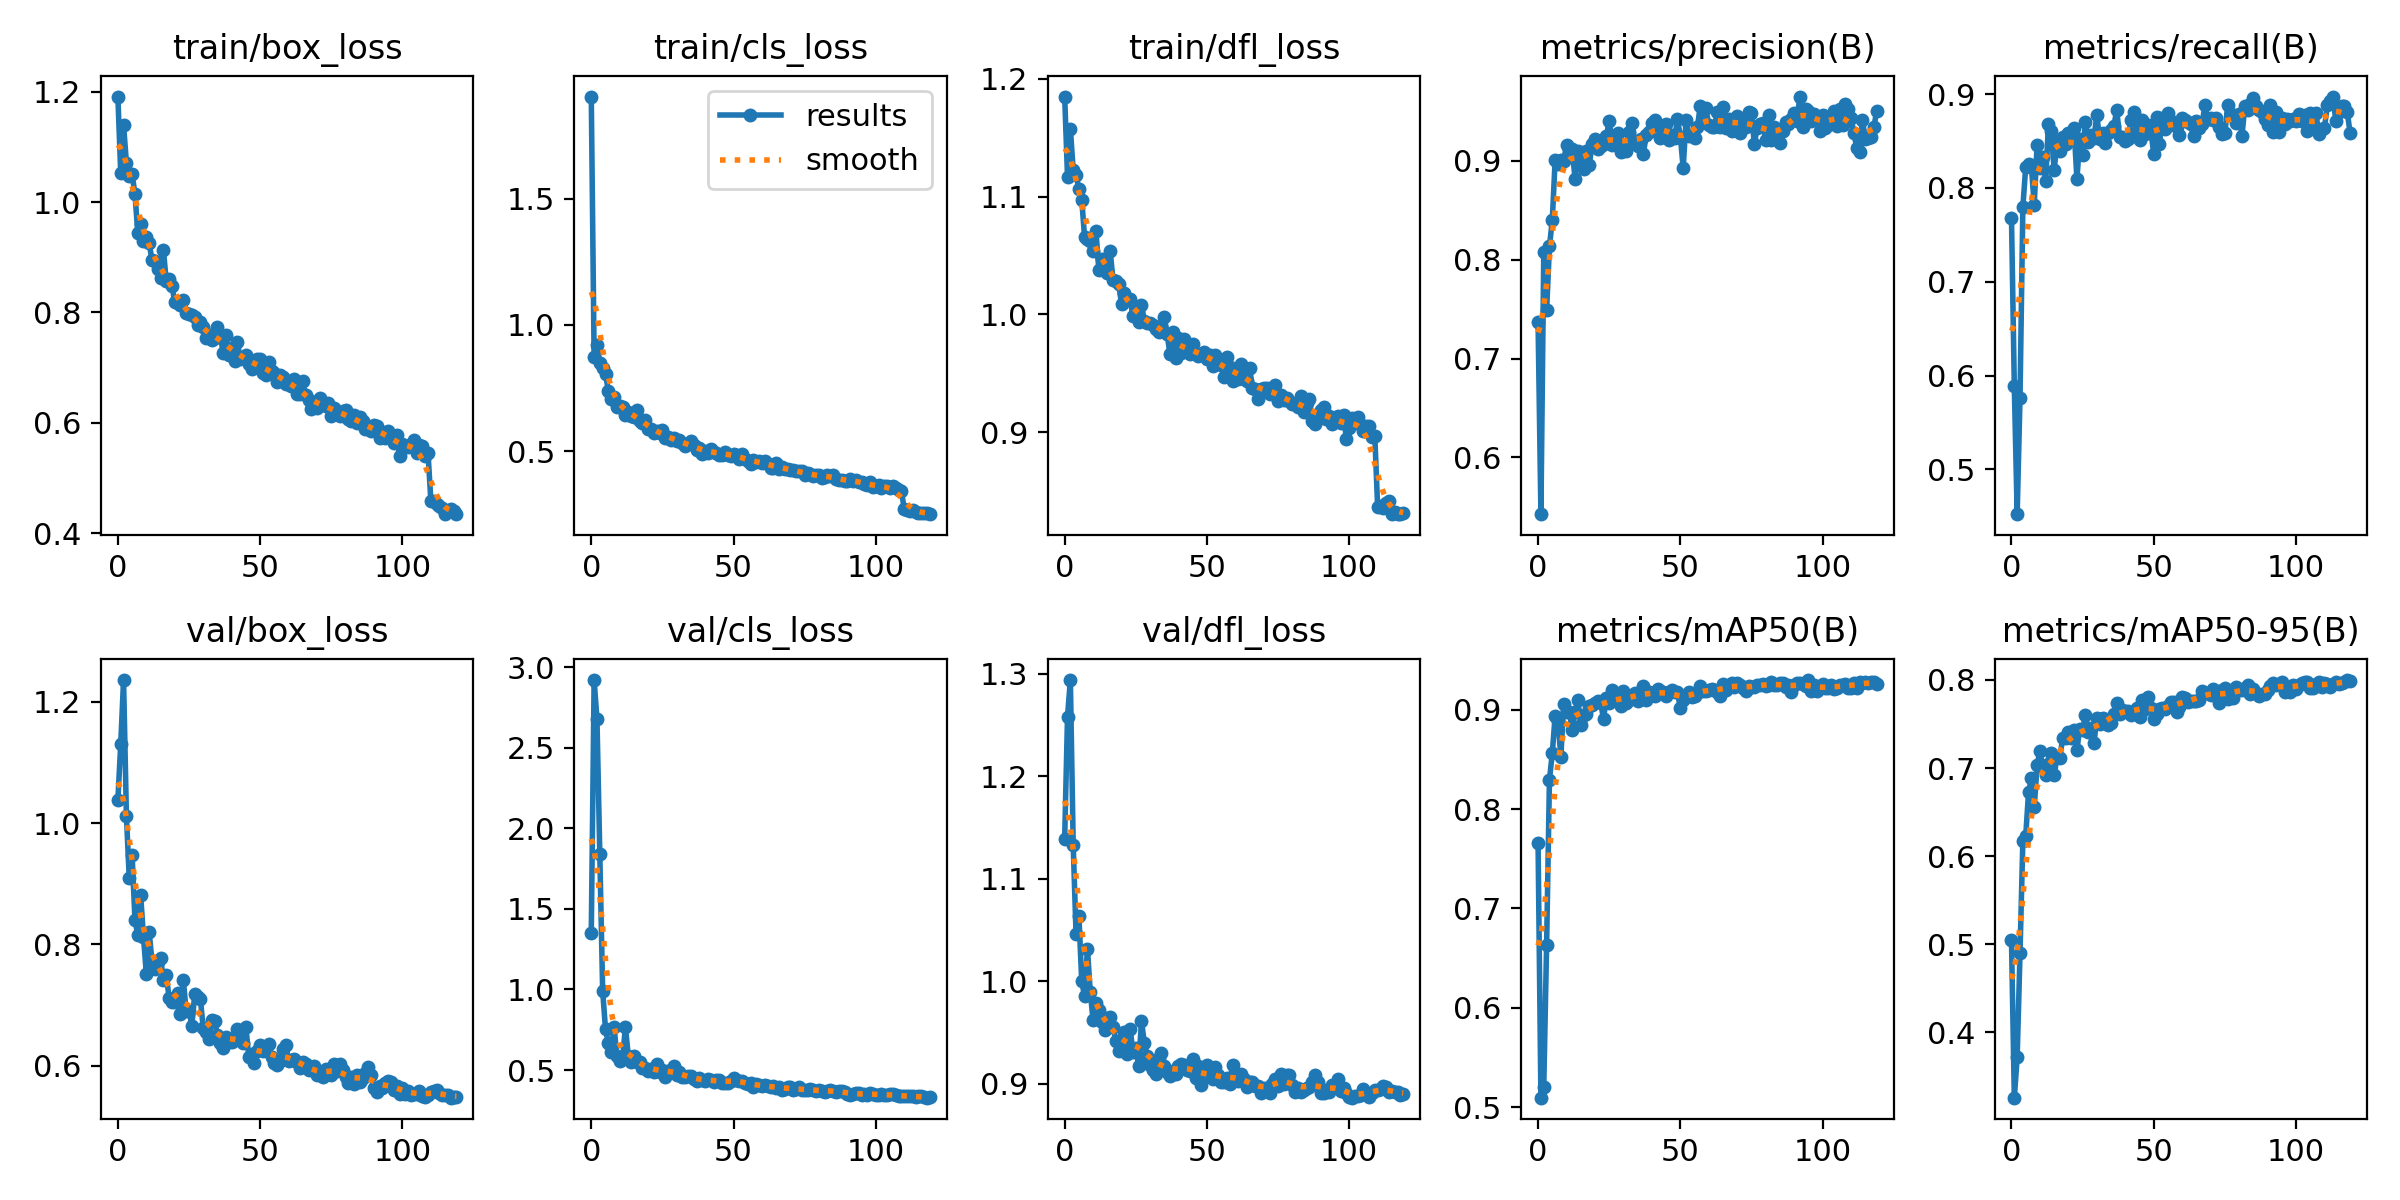 train/box_loss
1.2
1.0
0.8
0.6
0.4
0 50 100
train/cls_loss
results
smooth
1.5
1.0
0.5
0 50 100
train/dfl_loss
1.2
1.1
1.0
0.9
0 50 100
metrics/precision(B)
0.9
0.8
0.7
0.6
0 50 100
metrics/recall(B)
0.9
0.8
0.7
0.6
0.5
0 50 100
val/box_loss
1.2
1.0
0.8
0.6
0 50 100
val/cls_loss
3.0
2.5
2.0
1.5
1.0
0.5
0 50 100
val/dfl_loss
1.3
1.2
1.1
1.0
0.9
0 50 100
metrics/mAP50(B)
0.9
0.8
0.7
0.6
0.5
0 50 100
metrics/mAP50-95(B)
0.8
0.7
0.6
0.5
0.4
0 50 100